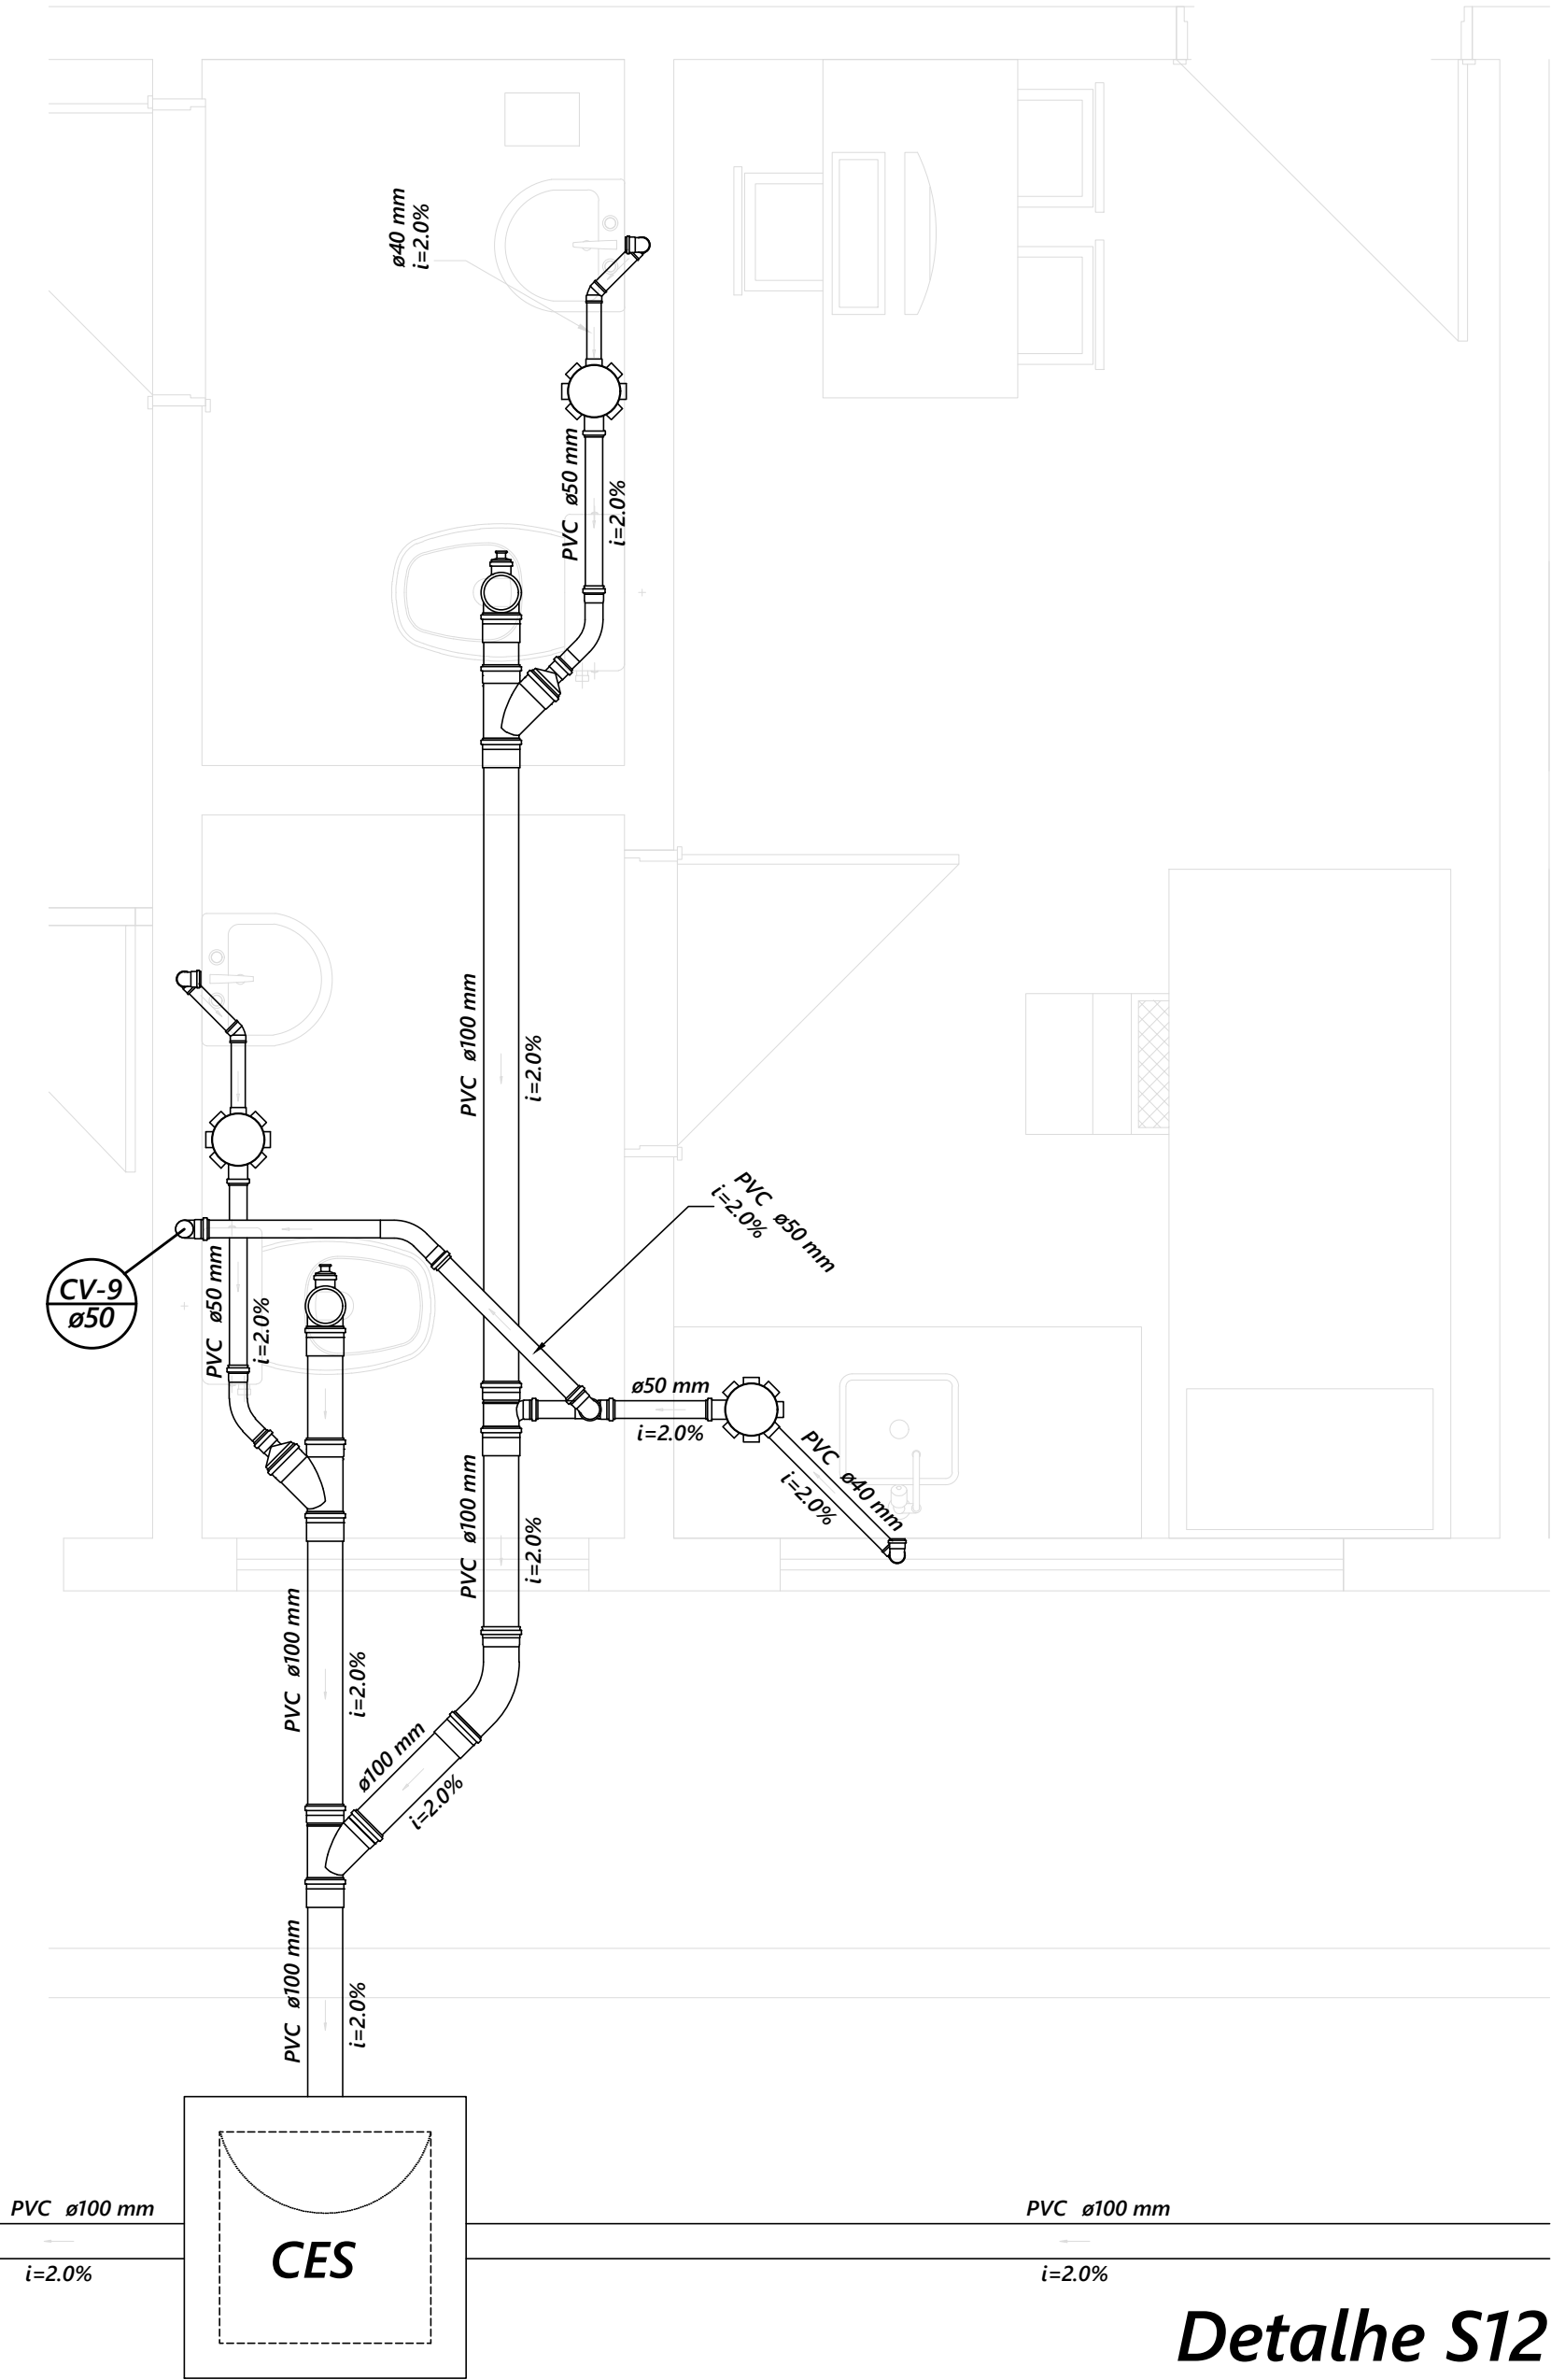 ø40 mm
i=2.0%
PVC ø50 mm
i=2.0%
PVC ø100 mm
i=2.0%
PVC ø50 mm
i=2.0%
CV-9
ø50
PVC ø50 mm
i=2.0%
ø50 mm
i=2.0%
PVC ø40 mm
i=2.0%
PVC ø100 mm
i=2.0%
PVC ø100 mm
i=2.0%
ø100 mm
i=2.0%
PVC ø100 mm
i=2.0%
PVC ø100 mm
i=2.0%
CES
PVC ø100 mm
i=2.0%
Detalhe S12